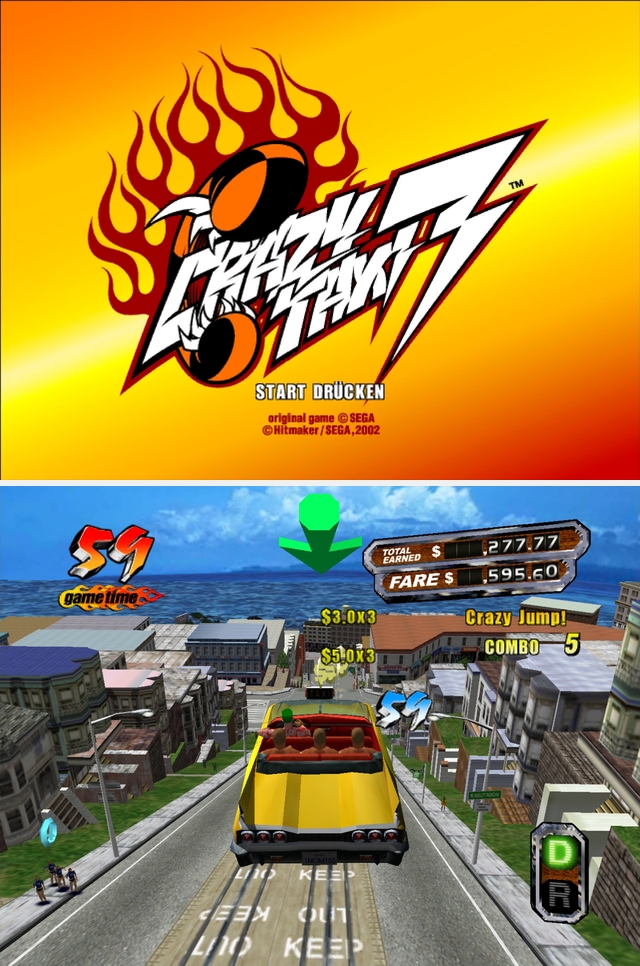 CRAZY
TAXI 3
TM
START DRÜCKEN
original game © SEGA
© Hitmaker/SEGA, 2002
59
game time
TOTAL EARNED $ ,277.77
FARE $ ,595.60
$3.0x3
Crazy Jump!
$5.0x3
COMBO 5
59
D
R
KEEP
OUT
KEEP